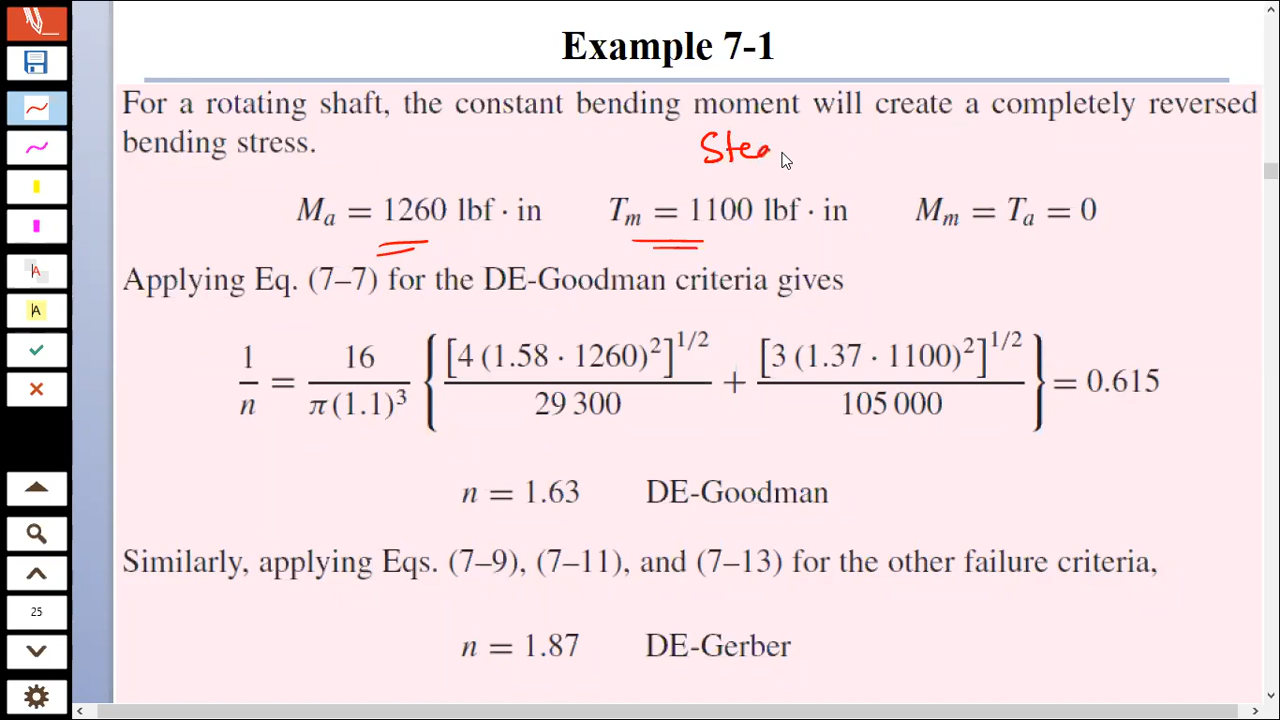 Example 7-1
For a rotating shaft, the constant bending moment will create a completely reversed
bending stress.
Stea
M_a = 1260 lbf · in   T_m = 1100 lbf · in   M_m = T_a = 0
Applying Eq. (7–7) for the DE-Goodman criteria gives
1/n = 16/(π(1.1)^3) { [4 (1.58 · 1260)^2]^{1/2} / 29 300 + [3 (1.37 · 1100)^2]^{1/2} / 105 000 } = 0.615
n = 1.63   DE-Goodman
Similarly, applying Eqs. (7–9), (7–11), and (7–13) for the other failure criteria,
n = 1.87   DE-Gerber
A
A
25